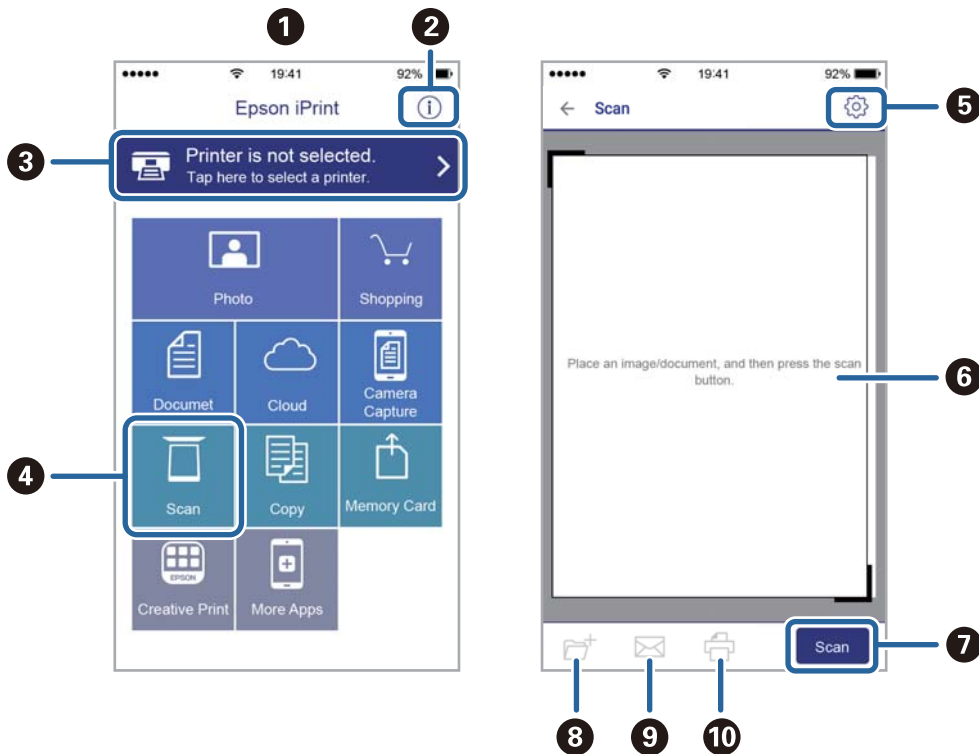 1
2
19:41
92%
Epson iPrint
3
Printer is not selected.
Tap here to select a printer.
Photo
Shopping
Documet
Cloud
Camera
Capture
4
Scan
Copy
Memory Card
EPSON
Creative Print
More Apps
19:41
92%
Scan
5
Place an image/document, and then press the scan
button.
6
Scan
7
8
9
10